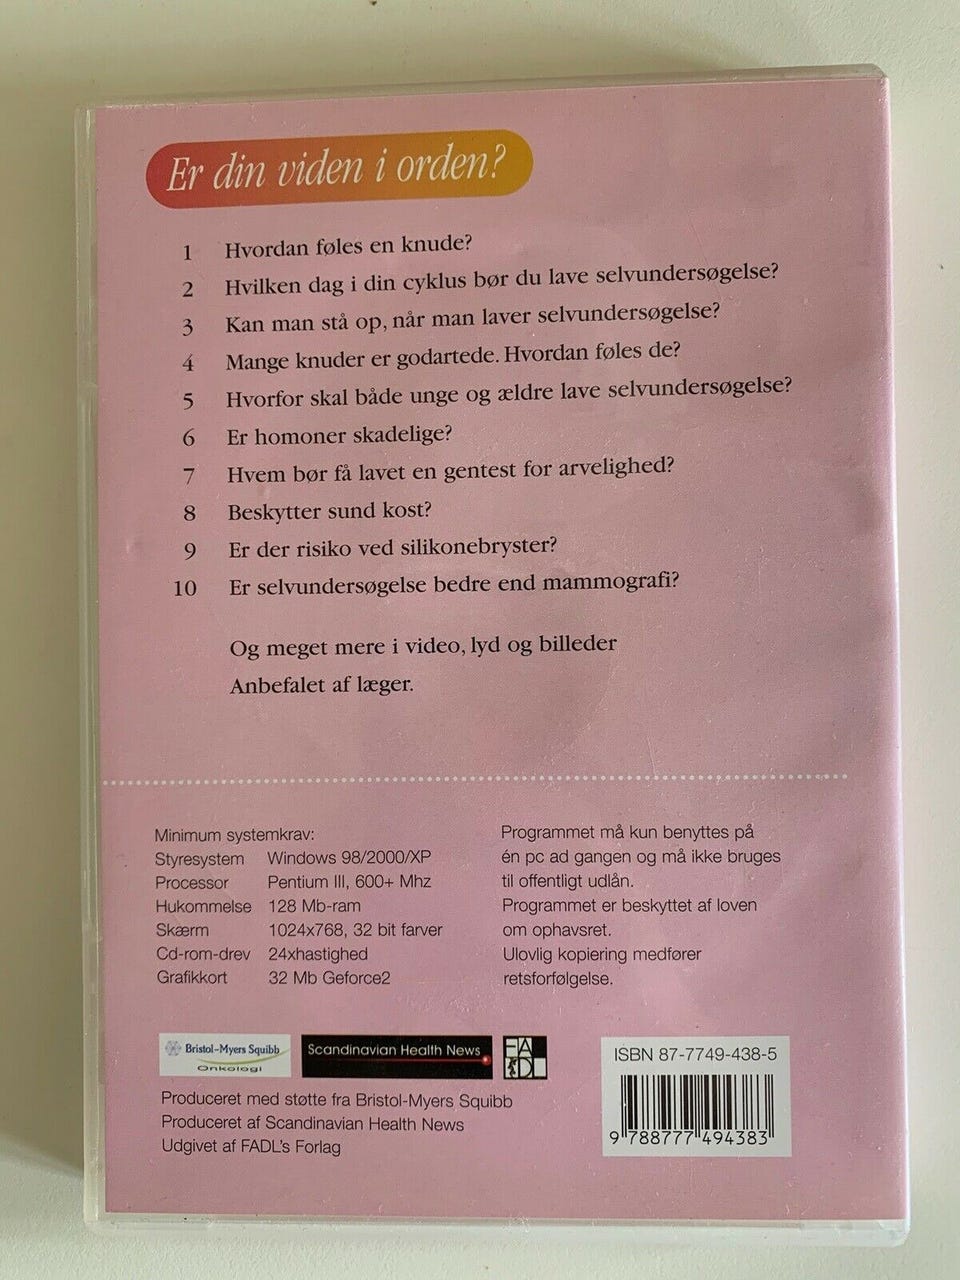 Er din viden i orden?
1 Hvordan føles en knude?
2 Hvilken dag i din cyklus bør du lave selvundersøgelse?
3 Kan man stå op, når man laver selvundersøgelse?
4 Mange knuder er godartede. Hvordan føles de?
5 Hvorfor skal både unge og ældre lave selvundersøgelse?
6 Er homoner skadelige?
7 Hvem bør få lavet en gentest for arvelighed?
8 Beskytter sund kost?
9 Er der risiko ved silikonebryster?
10 Er selvundersøgelse bedre end mammografi?
Og meget mere i video, lyd og billeder
Anbefalet af læger.
Minimum systemkrav:
Styresystem Windows 98/2000/XP
Processor Pentium III, 600+ Mhz
Hukommelse 128 Mb-ram
Skærm 1024x768, 32 bit farver
Cd-rom-drev 24xhastighed
Grafikkort 32 Mb Geforce2
Programmet må kun benyttes på
én pc ad gangen og må ikke bruges
til offentligt udlån.
Programmet er beskyttet af loven
om ophavsret.
Ulovlig kopiering medfører
retsforfølgelse.
Bristol-Myers Squibb
Onkologi
Scandinavian Health News
FA
DL
Produceret med støtte fra Bristol-Myers Squibb
Produceret af Scandinavian Health News
Udgivet af FADL's Forlag
ISBN 87-7749-438-5
9 788777 494383